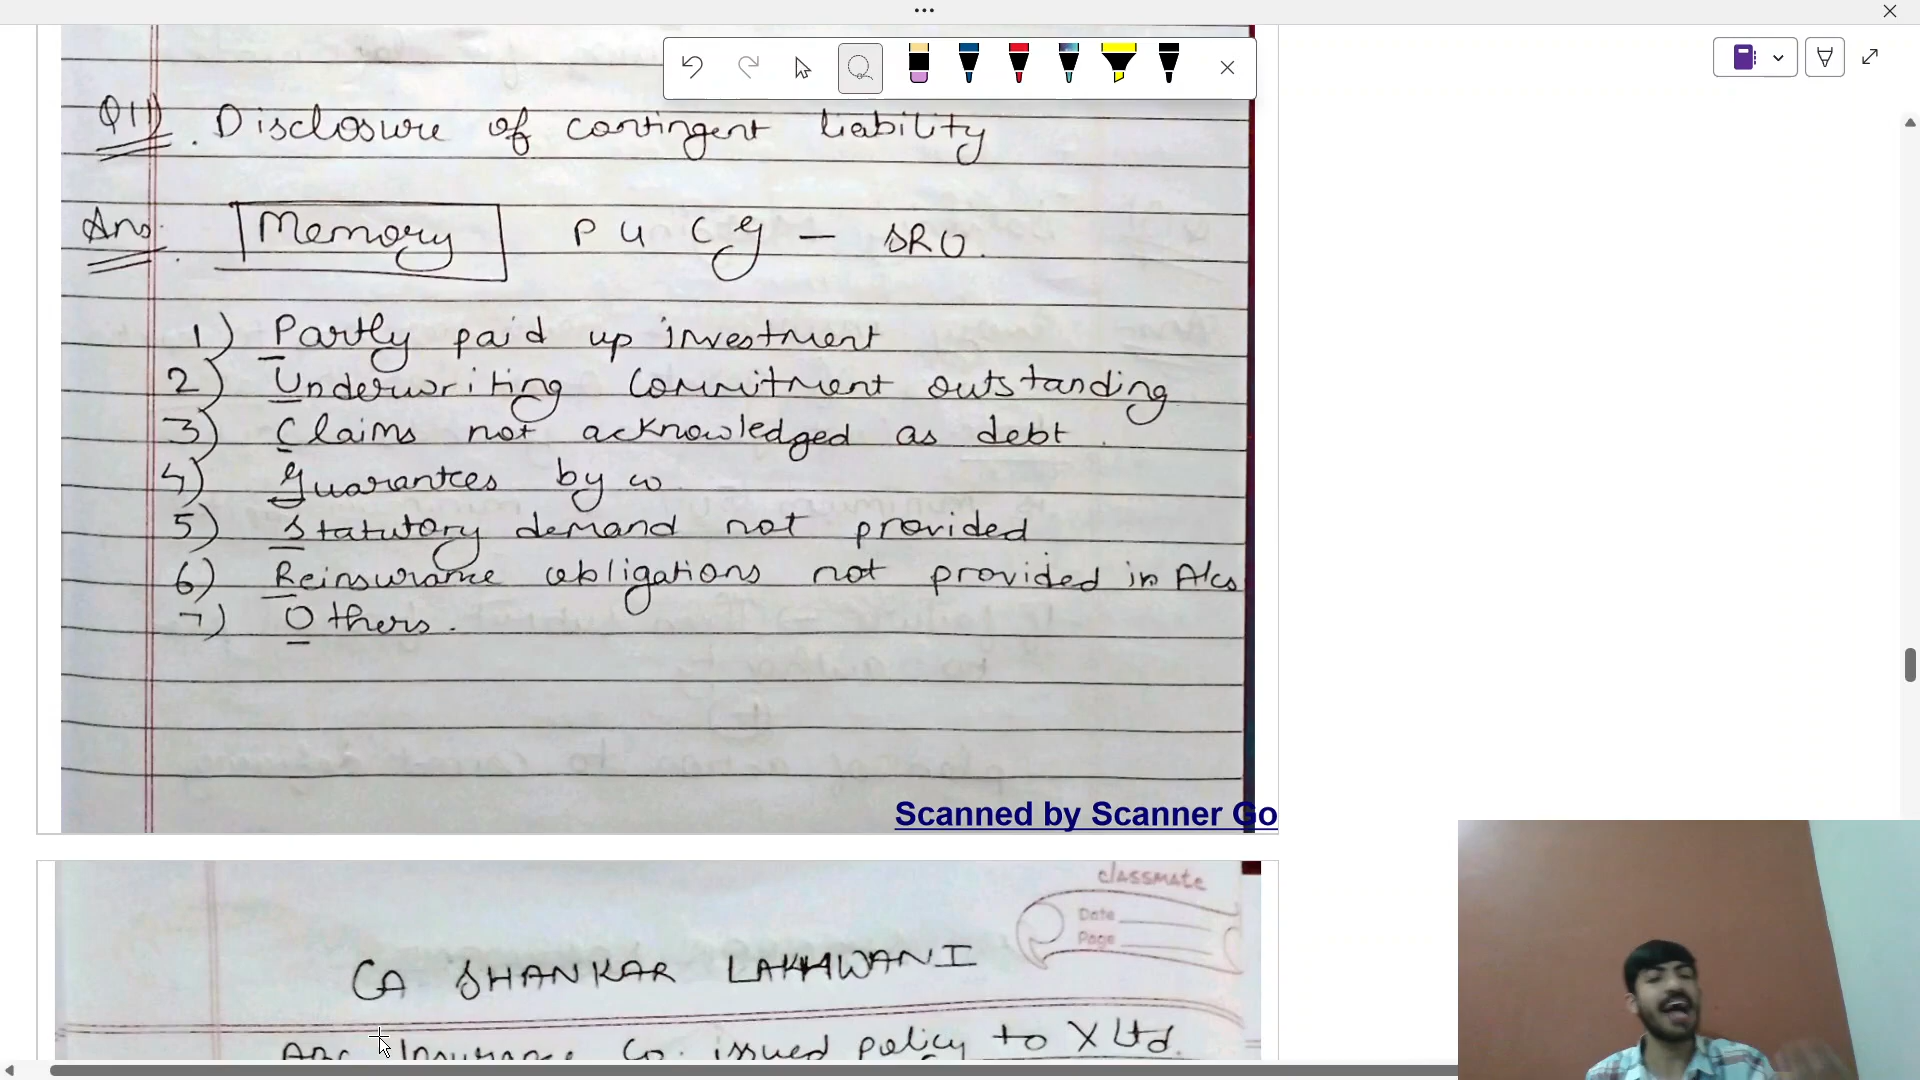 Q11). Disclosure of contingent liability
Ans. Memory P U C G - SRO.
1) Partly paid up investment
2) Underwriting commitment outstanding
3) Claims not acknowledged as debt.
4) Guarantees by co
5) Statutory demand not provided
6) Reinsurance obligations not provided in A/cs
7) Others.
Scanned by Scanner Go
classmate
Date
Page
CA SHANKAR LAKHWANI
ABC Insurance Co. issued policy to X Ltd.